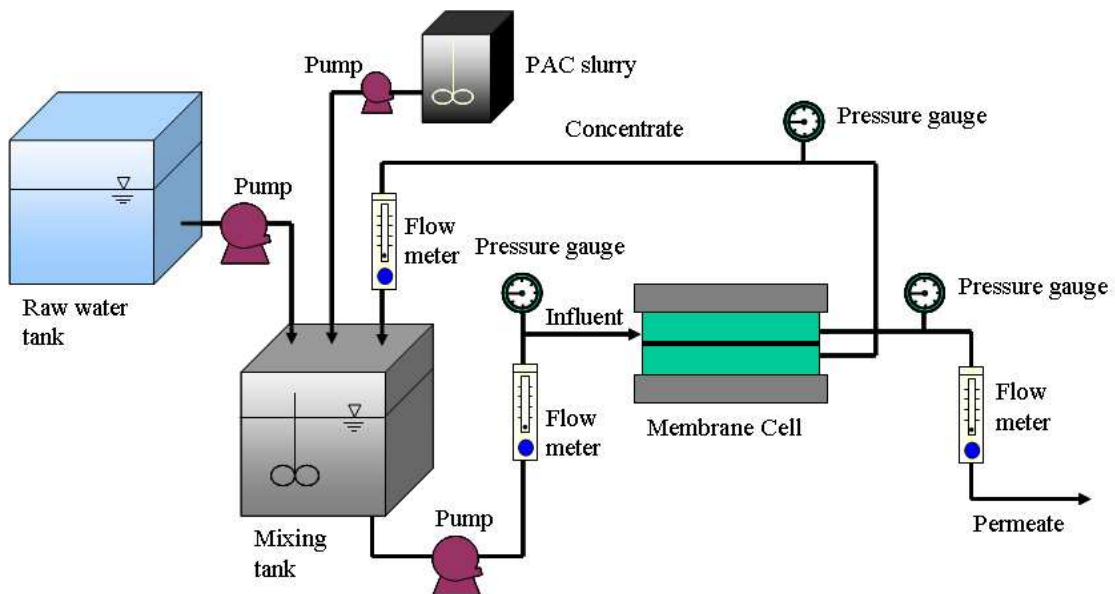 Pump
PAC slurry
Concentrate
Pressure gauge
Pump
Flow
meter
Pressure gauge
Pressure gauge
Raw water
tank
Influent
Flow
meter
Membrane Cell
Flow
meter
Pump
Permeate
Mixing
tank